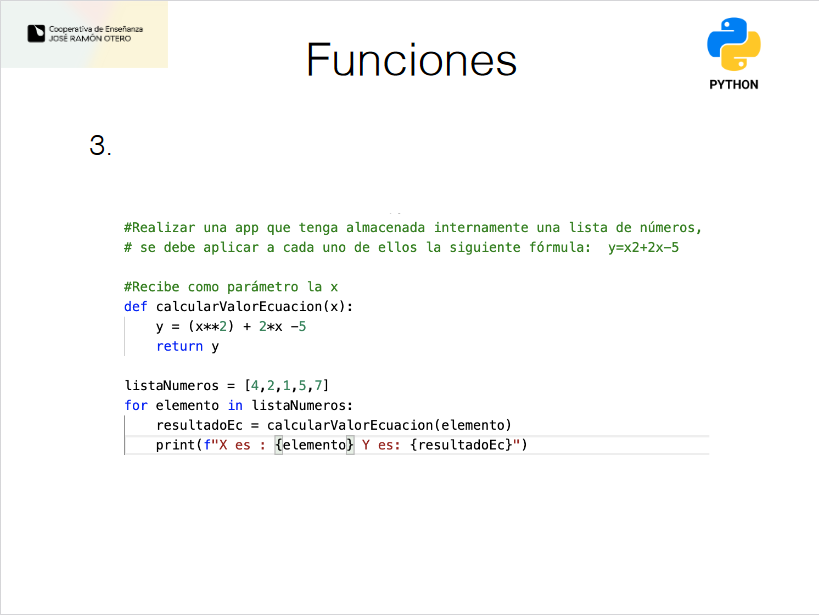 Cooperativa de Enseñanza
JOSÉ RAMÓN OTERO
Funciones
PYTHON
3.
#Realizar una app que tenga almacenada internamente una lista de números,
# se debe aplicar a cada uno de ellos la siguiente fórmula:  y=x2+2x-5
#Recibe como parámetro la x
def calcularValorEcuacion(x):
    y = (x**2) + 2*x -5
    return y
listaNumeros = [4,2,1,5,7]
for elemento in listaNumeros:
    resultadoEc = calcularValorEcuacion(elemento)
    print(f"X es : {elemento} Y es: {resultadoEc}")